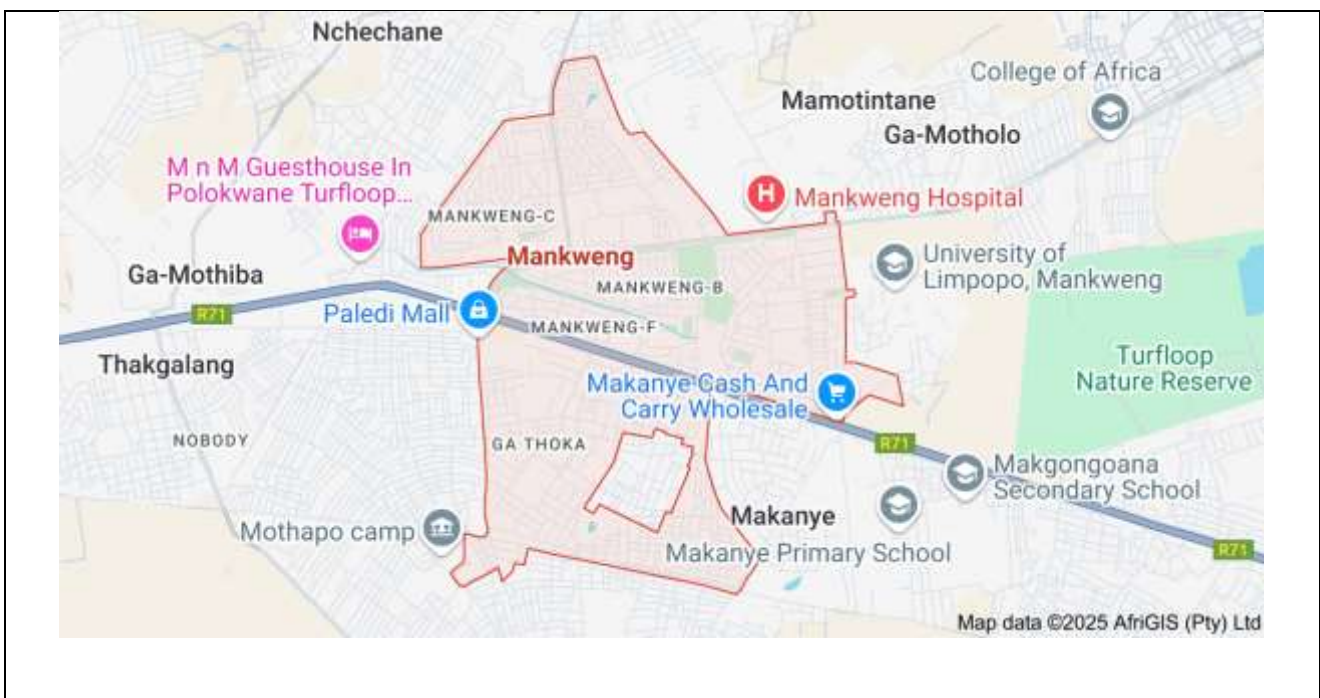 Nchechane
College of Africa
Mamotintane
Ga-Motholo
M n M Guesthouse In
Polokwane Turfloop...
Mankweng Hospital
MANKWENG-C
Mankweng
University of
Limpopo, Mankweng
Ga-Mothiba
MANKWENG-B
R71
Paledi Mall
MANKWENG-F
Thakgalang
Turfloop
Nature Reserve
Makanye Cash And
Carry Wholesale
NOBODY
GA THOKA
R71
Makgongoana
Secondary School
Makanye
Mothapo camp
Makanye Primary School
R71
Map data ©2025 AfriGIS (Pty) Ltd